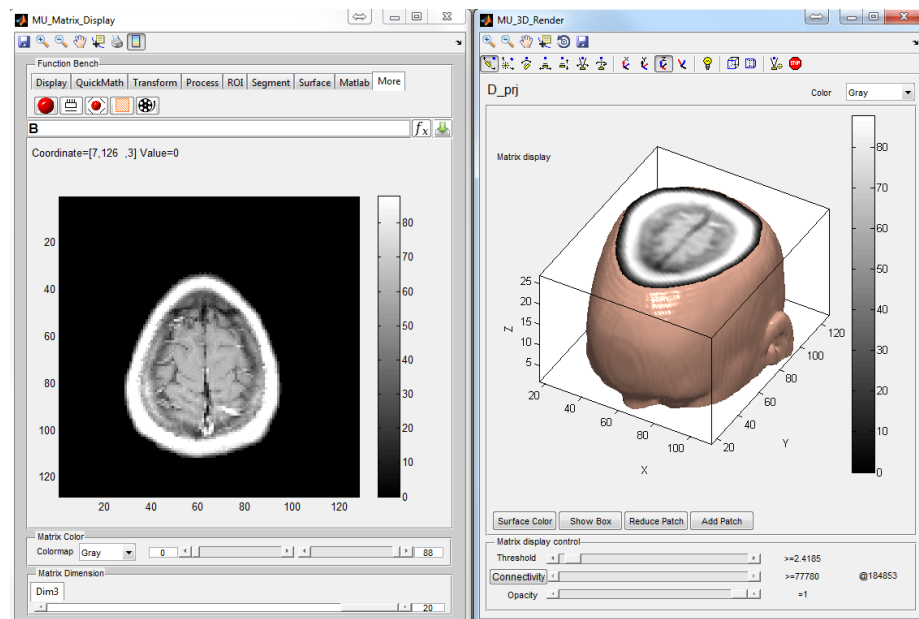 MU_Matrix_Display
Function Bench
Display QuickMath Transform Process ROI Segment Surface Matlab More
B
fx
Coordinate=[7,126 ,3] Value=0
20
40
60
80
100
120
20 40 60 80 100 120
80
70
60
50
40
30
20
10
0
Matrix Color
Colormap Gray 0 88
Matrix Dimension
Dim3
20
MU_3D_Render
D_prj
Color Gray
Matrix display
25
20
15
10
5
Z
20
40
60
80
100
X
20
40
60
80
100
120
Y
80
70
60
50
40
30
20
10
0
Surface Color Show Box Reduce Patch Add Patch
Matrix display control
Threshold >=2.4185
Connectivity >=77780 @184853
Opacity =1